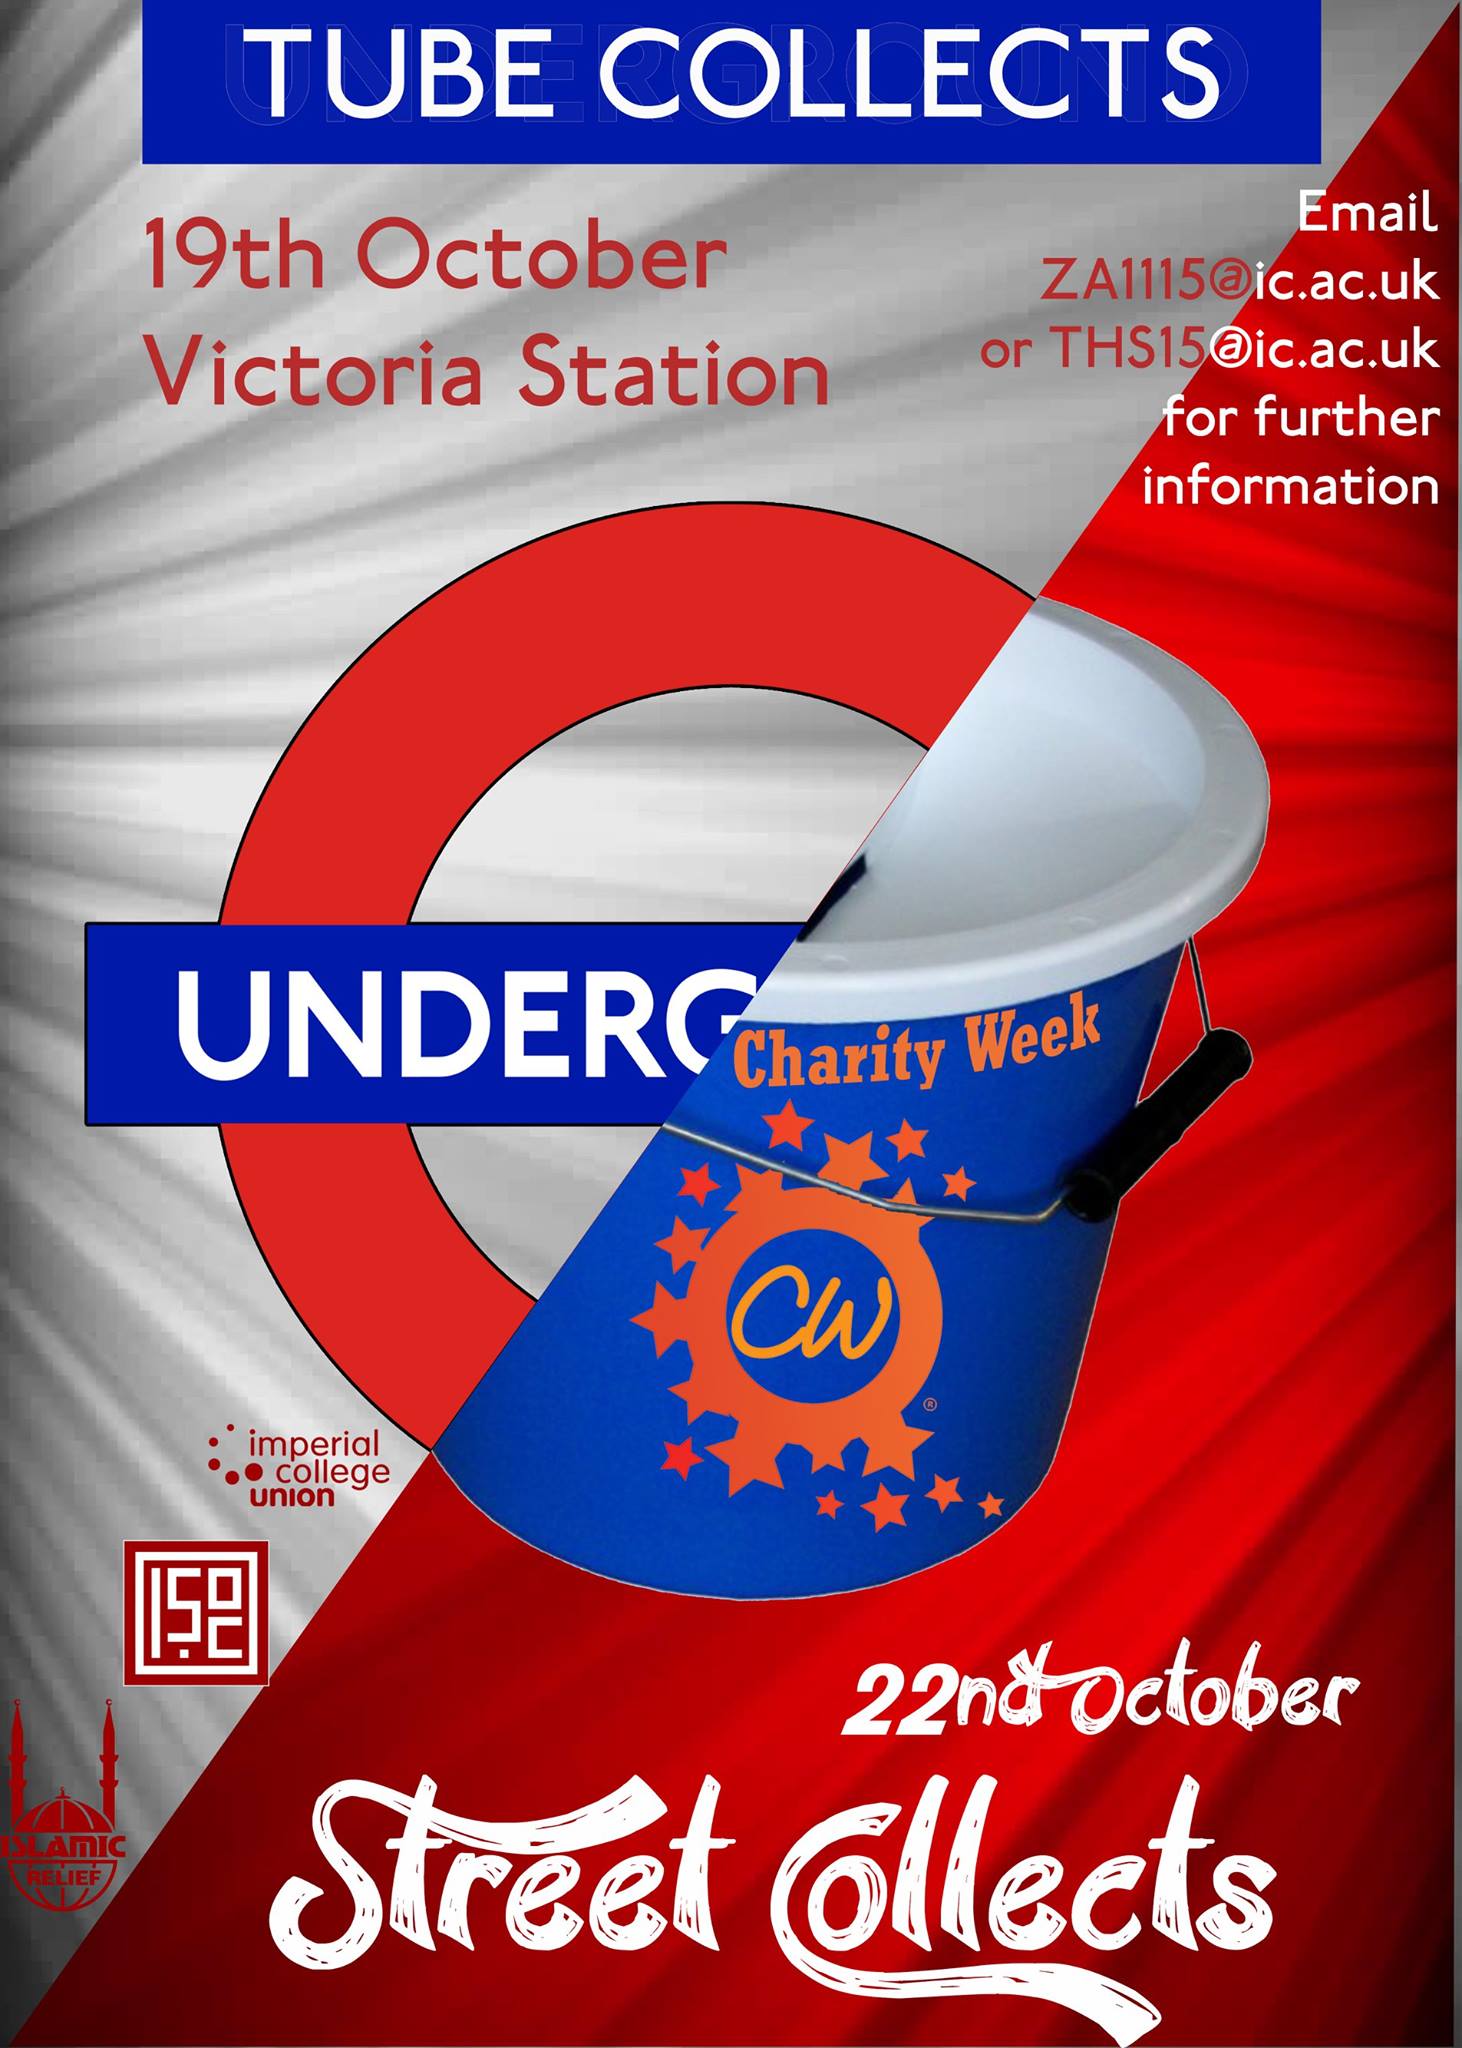 TUBE COLLECTS
19th October
Victoria Station
Email
ZA1115@ic.ac.uk
or THS15@ic.ac.uk
for further
information
UNDERG
Charity Week
CW
®
imperial
college
union
ISOC
ISLAMIC
RELIEF
22nd October
Street Collects